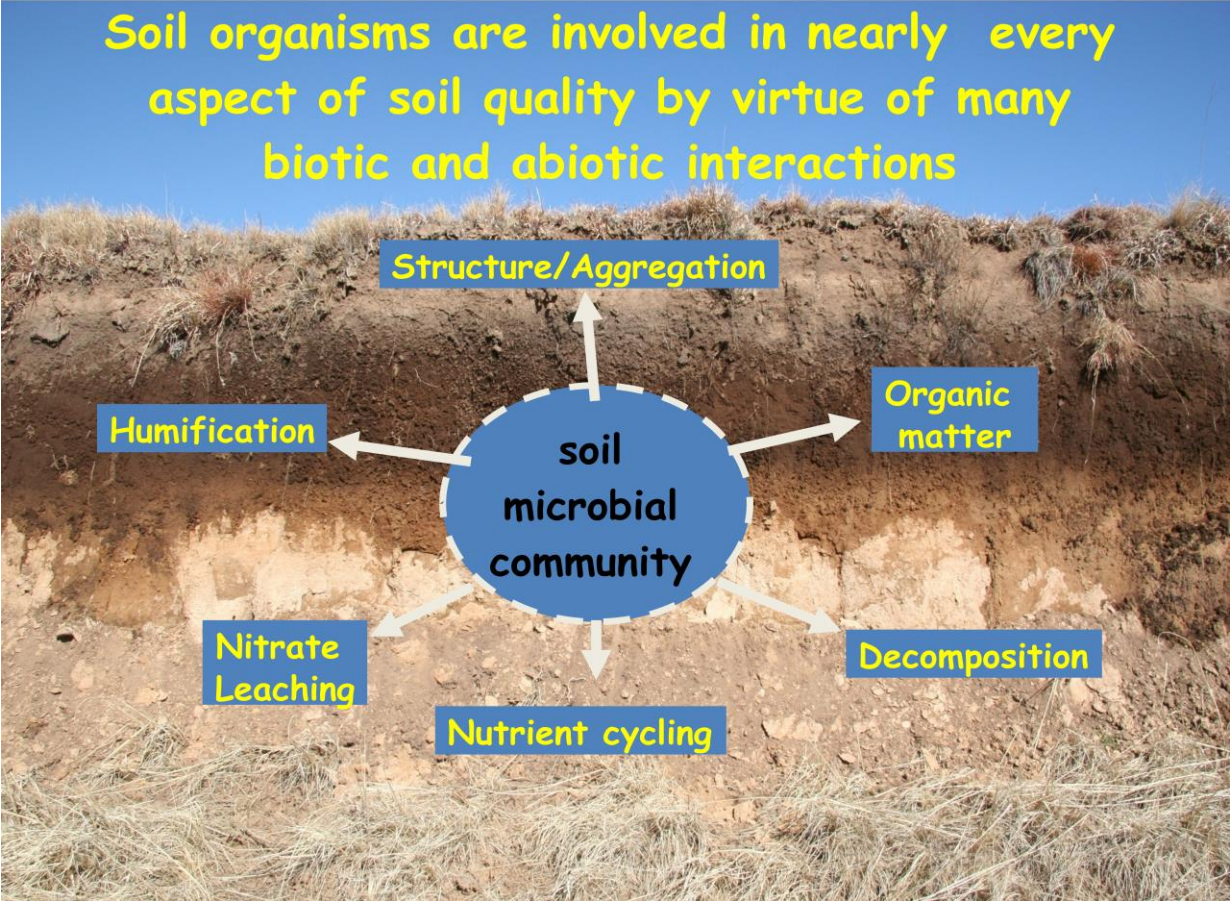 Soil organisms are involved in nearly every
aspect of soil quality by virtue of many
biotic and abiotic interactions
Structure/Aggregation
Humification
Organic
matter
soil
microbial
community
Nitrate
Leaching
Decomposition
Nutrient cycling